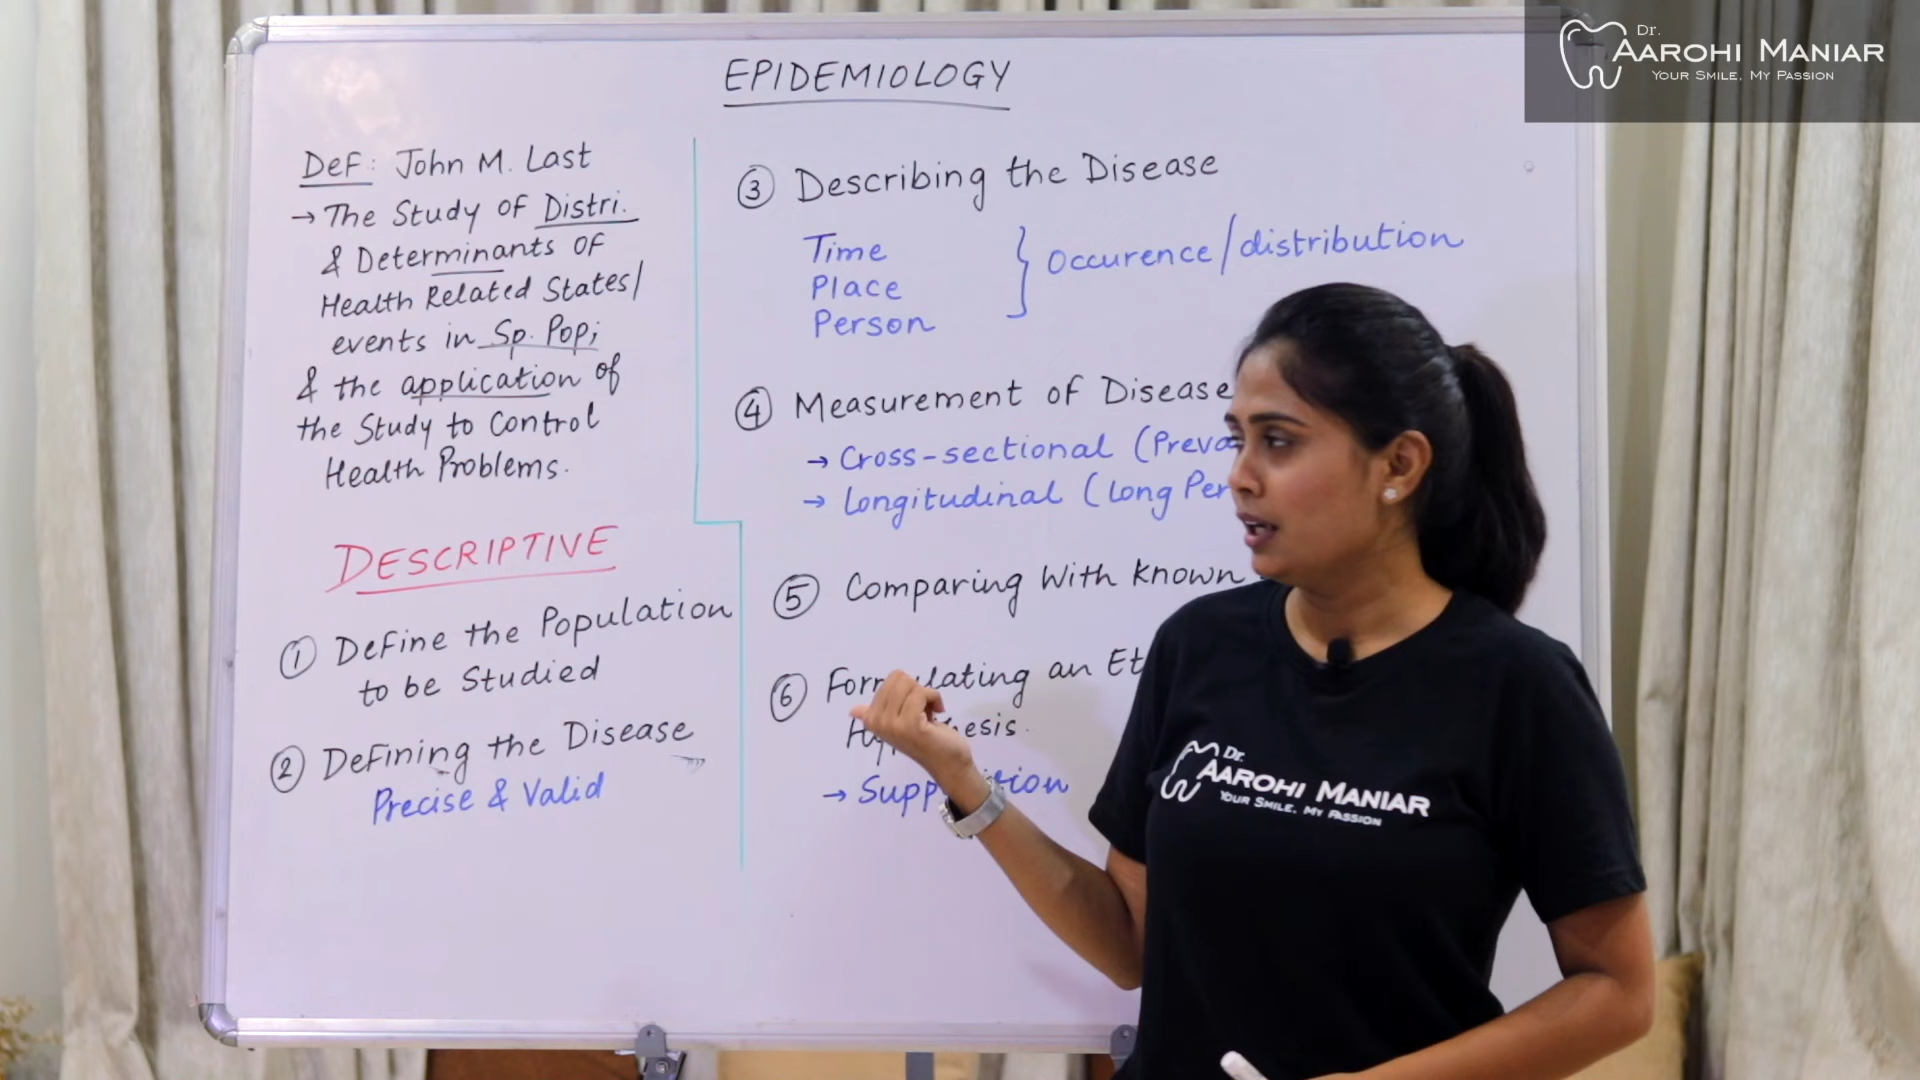 EPIDEMIOLOGY
Def: John M. Last
→ The Study of Distri.
& Determinants of
Health Related States/
events in Sp. Pop;
& the application of
the Study to Control
Health Problems.
DESCRIPTIVE
① Define the Population
to be Studied
② Defining the Disease
Precise & Valid
③ Describing the Disease
Time
Place
Person
} Occurence/distribution
④ Measurement of Disease
→ Cross-sectional (Preva
→ Longitudinal (Long Per
⑤ Comparing With Known
⑥ Formulating an Et
→
Dr.
AAROHI MANIAR
YOUR SMILE, MY PASSION
Dr.
AAROHI MANIAR
YOUR SMILE, MY PASSION